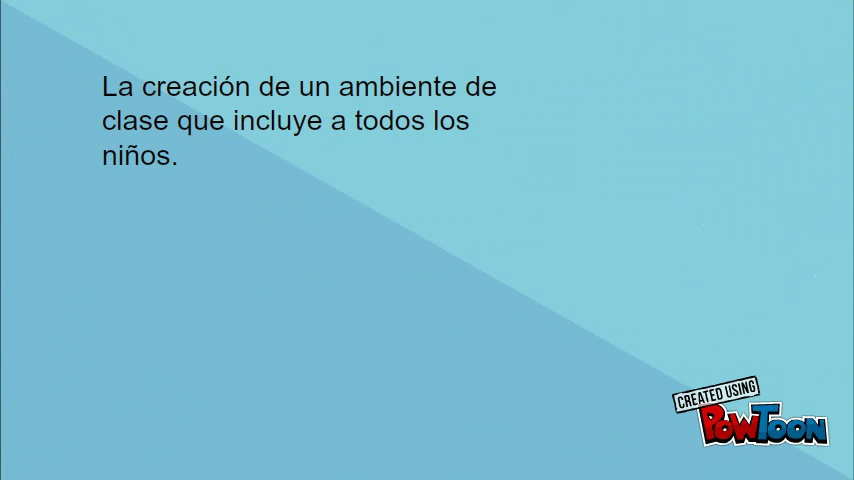 La creación de un ambiente de
clase que incluye a todos los
niños.
CREATED USING
POWTOON